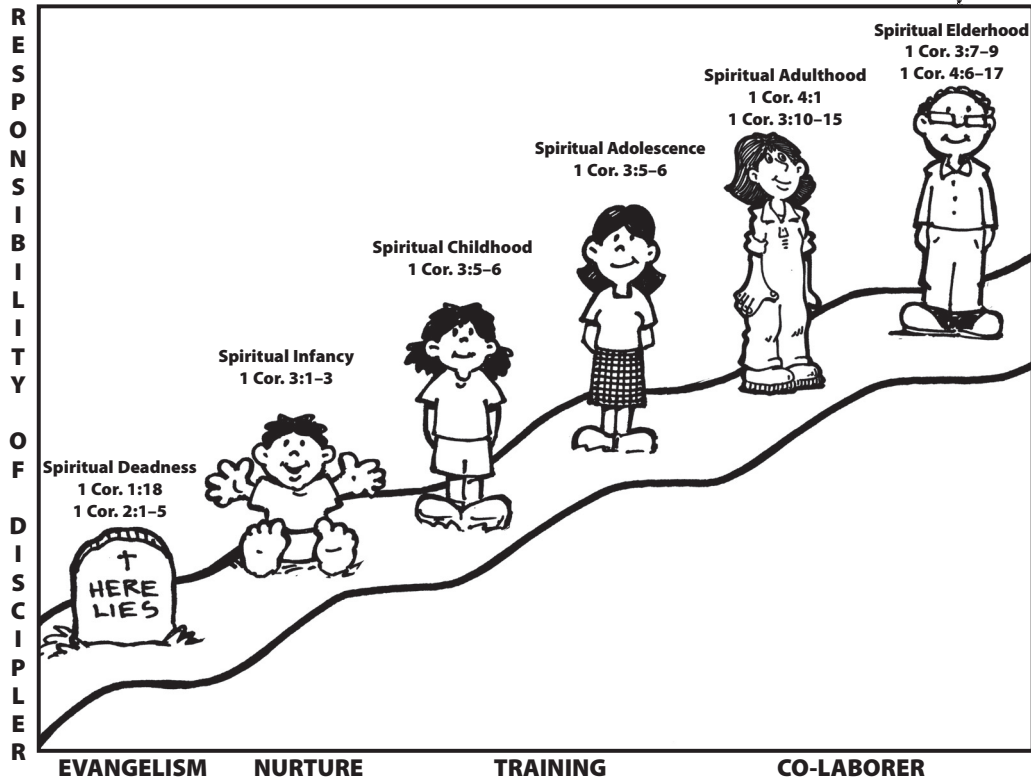 RESPONSIBILITY OF DISCIPLER
Spiritual Elderhood
1 Cor. 3:7–9
1 Cor. 4:6–17
Spiritual Adulthood
1 Cor. 4:1
1 Cor. 3:10–15
Spiritual Adolescence
1 Cor. 3:5–6
Spiritual Childhood
1 Cor. 3:5–6
Spiritual Infancy
1 Cor. 3:1–3
Spiritual Deadness
1 Cor. 1:18
1 Cor. 2:1–5
HERE
LIES
EVANGELISM NURTURE TRAINING CO-LABORER